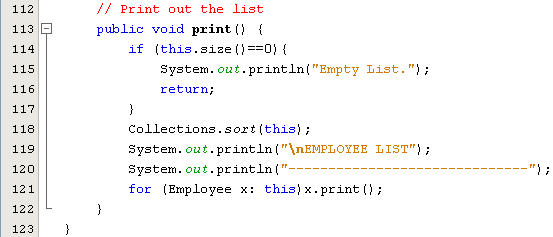 112 // Print out the list
113 public void print() {
114 if (this.size()==0){
115 System.out.println("Empty List.");
116 return;
117 }
118 Collections.sort(this);
119 System.out.println("\nEMPLOYEE LIST");
120 System.out.println("------------------------------");
121 for (Employee x: this)x.print();
122 }
123 }